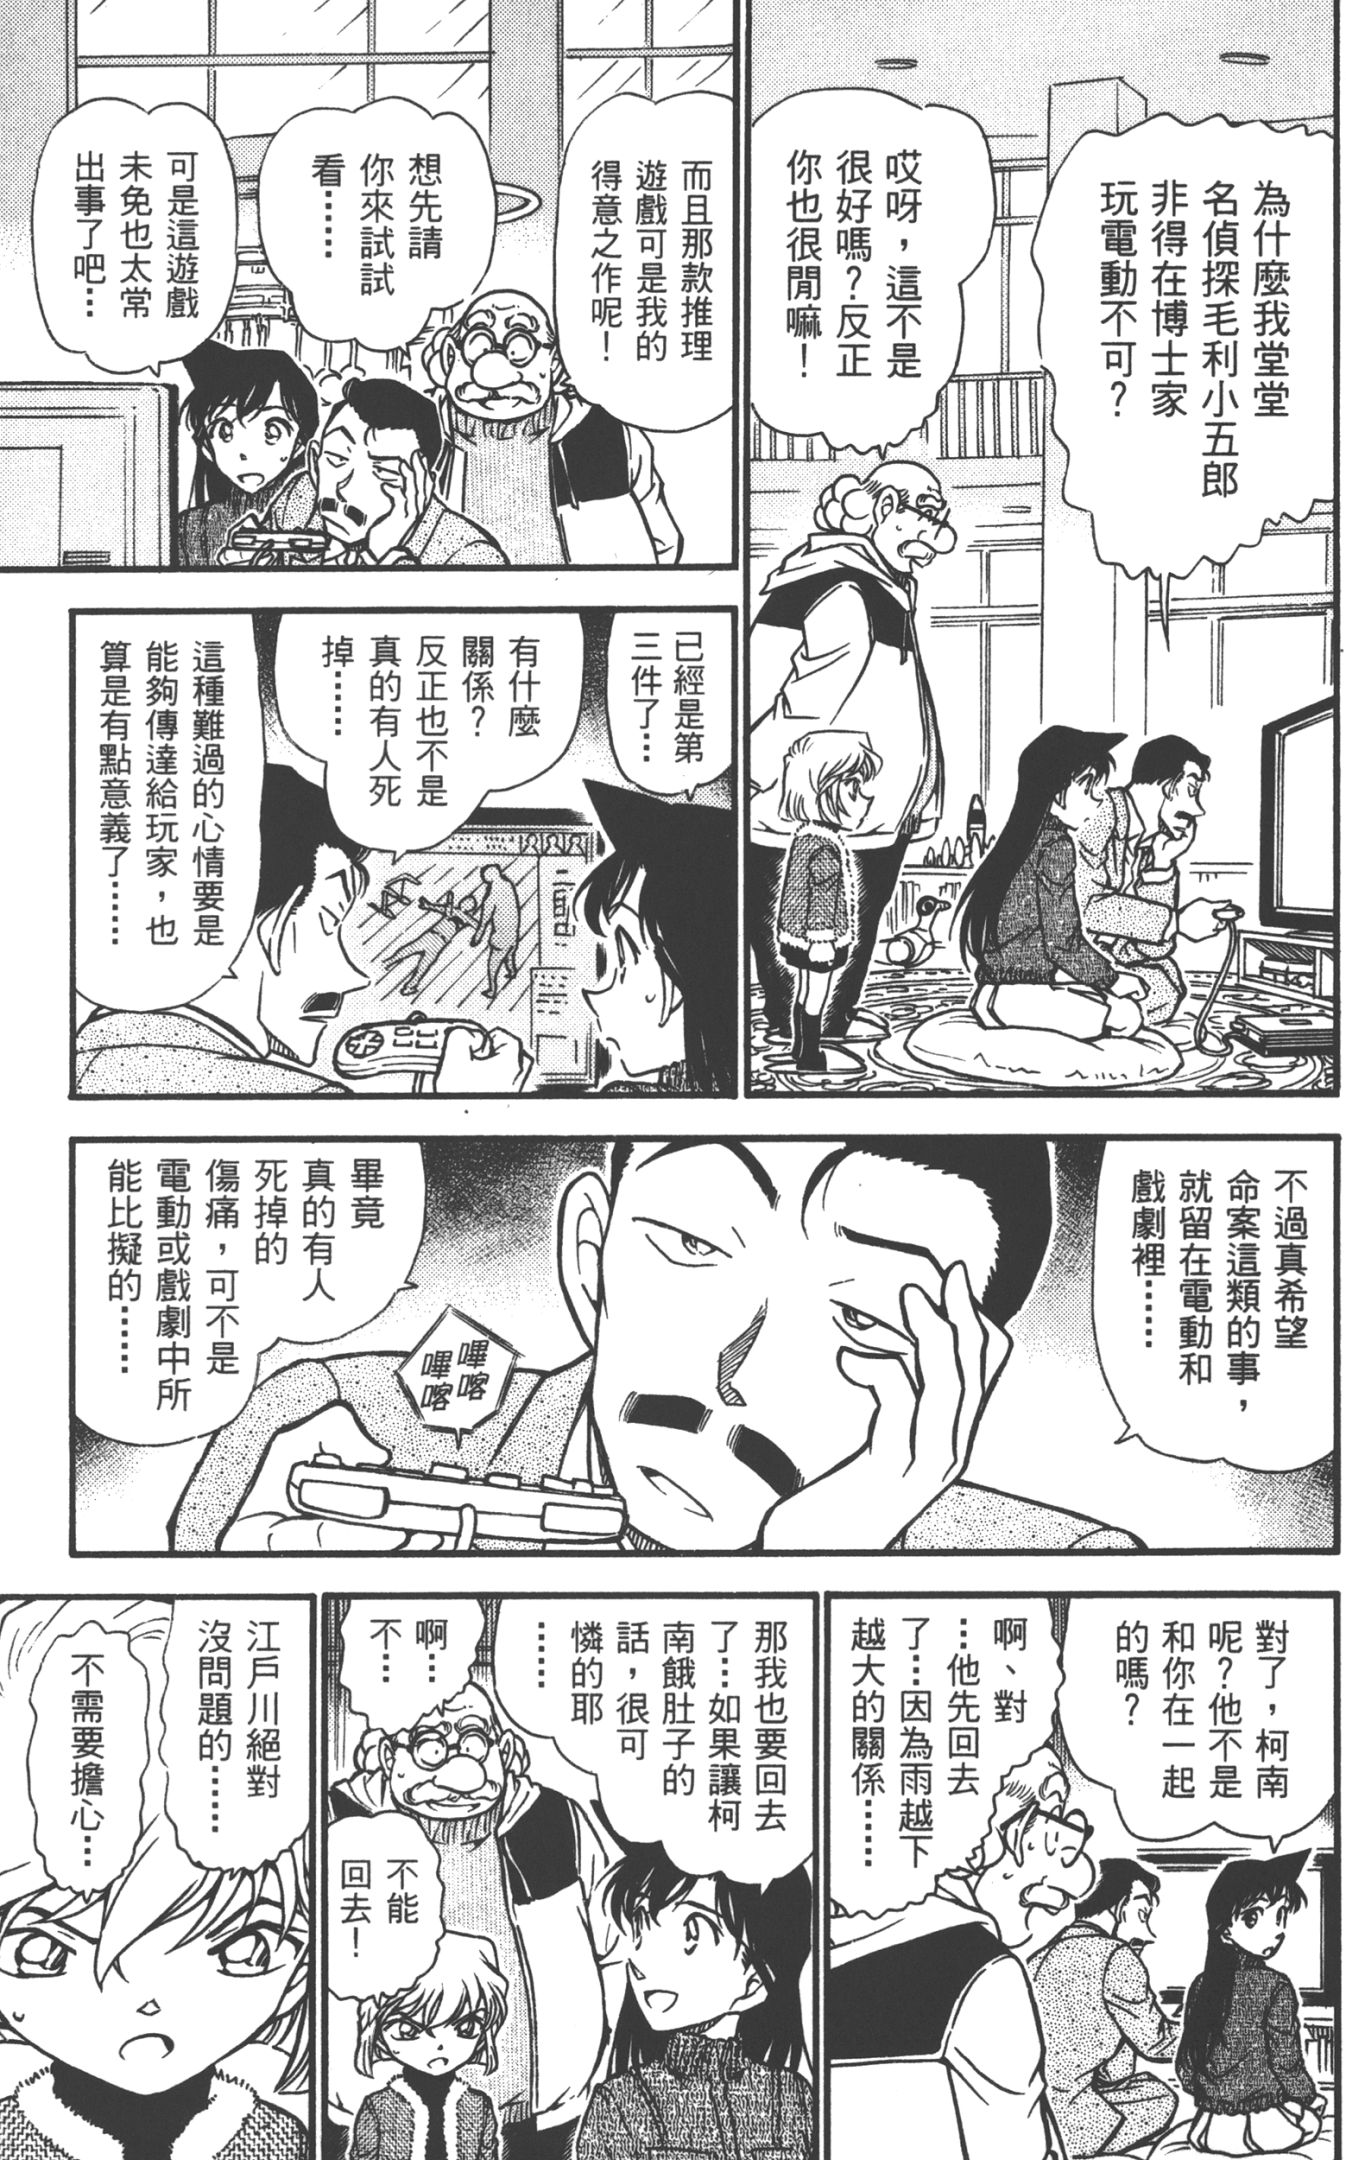 為什麼我堂堂
名偵探毛利小五郎
非得在博士家
玩電動不可？
哎呀，這不是
很好嗎？反正
你也很閒嘛！
而且那款推理
遊戲可是我的
得意之作呢！
想先請
你來試試
看……
可是這遊戲
未免也太常
出事了吧…
已經是第
三件了…
有什麼
關係？
反正也不是
真的有人死
掉……
這種難過的心情要是
能夠傳達給玩家，也
算是有點意義了……
不過真希望
命案這類的事，
就留在電動和
戲劇裡……
畢竟
真的有人
死掉的
傷痛，可不是
電動或戲劇中所
能比擬的……
嗶喀
嗶喀
對了，柯南
呢？他不是
和你在一起
的嗎？
啊、對
…他先回去
了…因為雨越下
越大的關係……
那我也要回去
了…如果讓柯
南餓肚子的
話，很可
憐的耶
……
啊…
不…
不能
回去！
江戶川絕對
沒問題的……
不需要擔心…